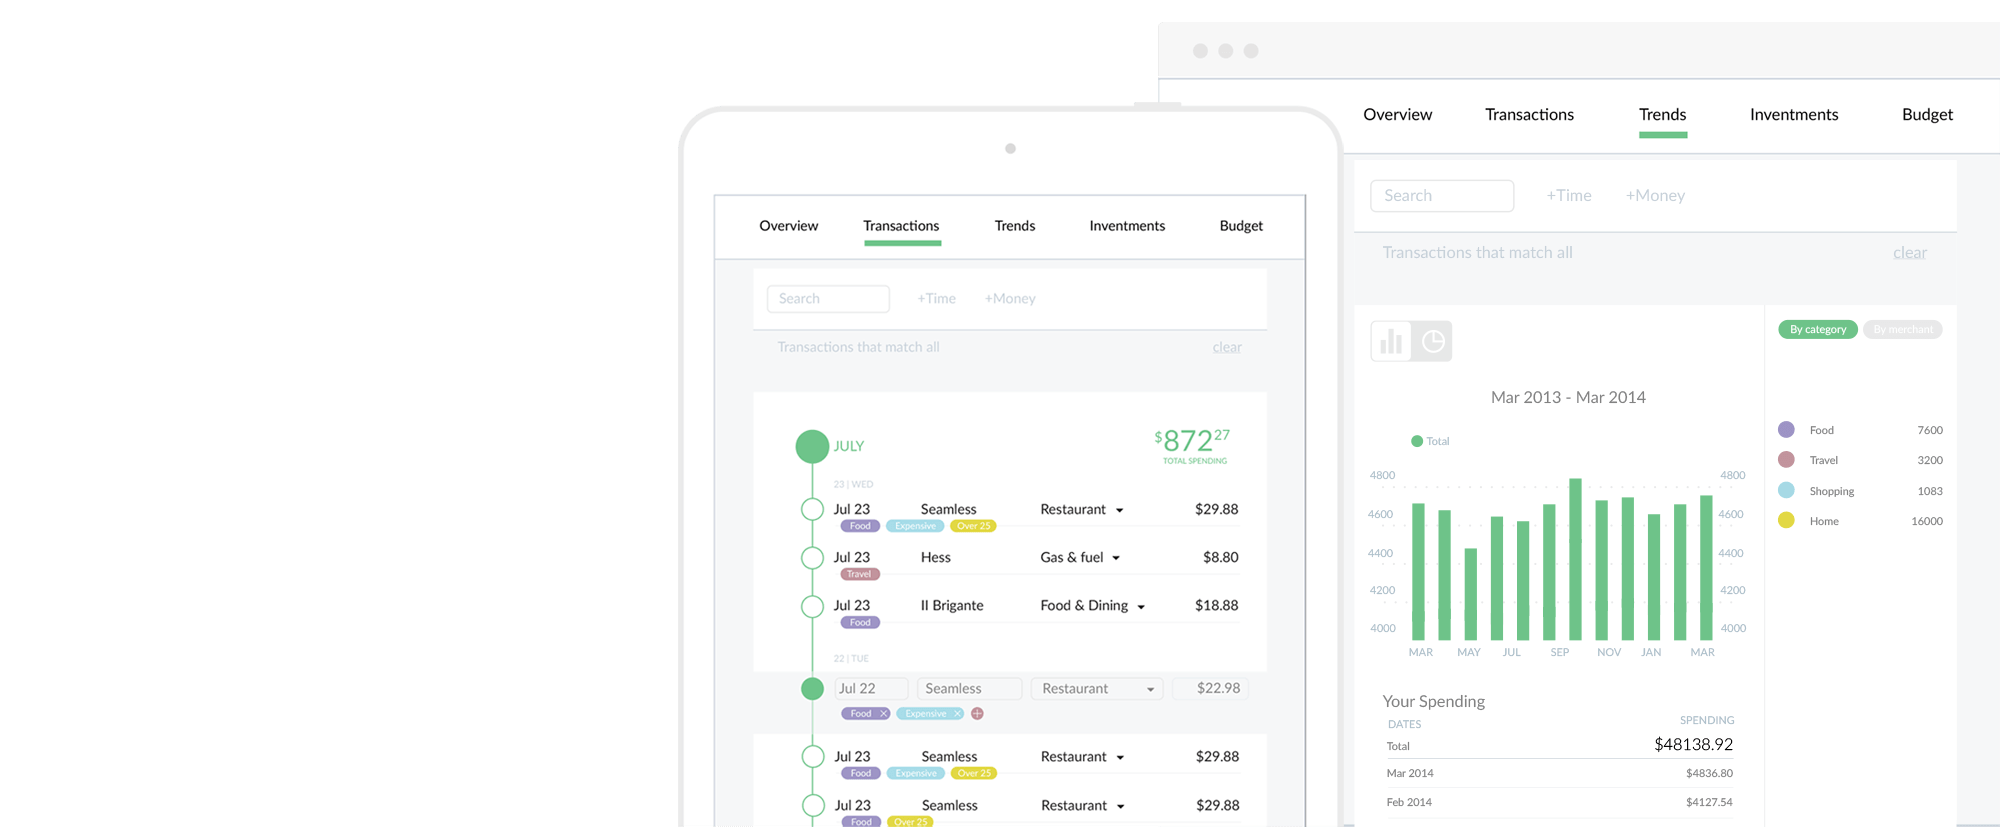 Overview Transactions Trends Inventments Budget
Search +Time +Money
Transactions that match all clear
JULY $872 27
TOTAL SPENDING
23 | WED
Jul 23 Seamless Restaurant $29.88
Food Expensive Over 25
Jul 23 Hess Gas & fuel $8.80
Travel
Jul 23 Il Brigante Food & Dining $18.88
Food
22 | TUE
Jul 22 Seamless Restaurant $22.98
Food × Expensive × +
Jul 23 Seamless Restaurant $29.88
Food Expensive Over 25
Jul 23 Seamless Restaurant $29.88
Food Over 25
Overview Transactions Trends Inventments Budget
Search +Time +Money
Transactions that match all clear
By category By merchant
Mar 2013 - Mar 2014
Total
4800 4800
4600 4600
4400 4400
4200 4200
4000 4000
MAR MAY JUL SEP NOV JAN MAR
Food 7600
Travel 3200
Shopping 1083
Home 16000
Your Spending
DATES SPENDING
Total $48138.92
Mar 2014 $4836.80
Feb 2014 $4127.54